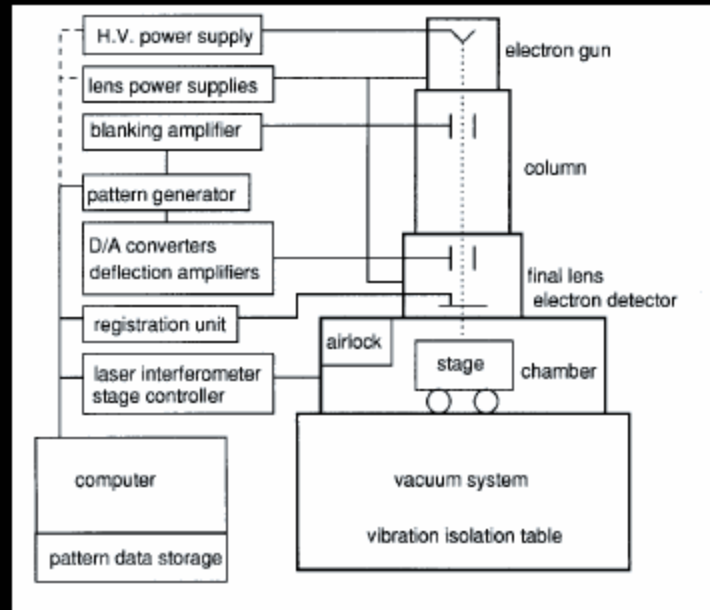 H.V. power supply
lens power supplies
blanking amplifier
pattern generator
D/A converters
deflection amplifiers
registration unit
laser interferometer
stage controller
computer
pattern data storage
electron gun
column
final lens
electron detector
airlock
stage
chamber
vacuum system
vibration isolation table